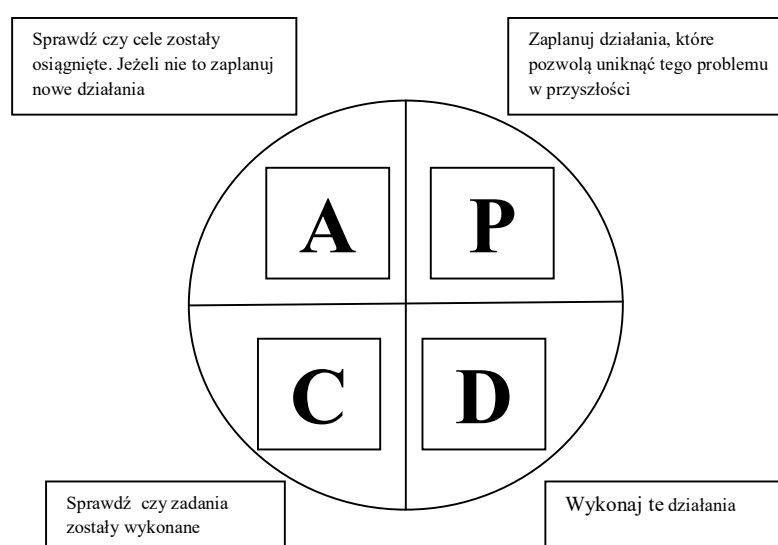 Sprawdź czy cele zostały
osiągnięte. Jeżeli nie to zaplanuj
nowe działania
Zaplanuj działania, które
pozwolą uniknąć tego problemu
w przyszłości
A
P
C
D
Sprawdź czy zadania
zostały wykonane
Wykonaj te działania